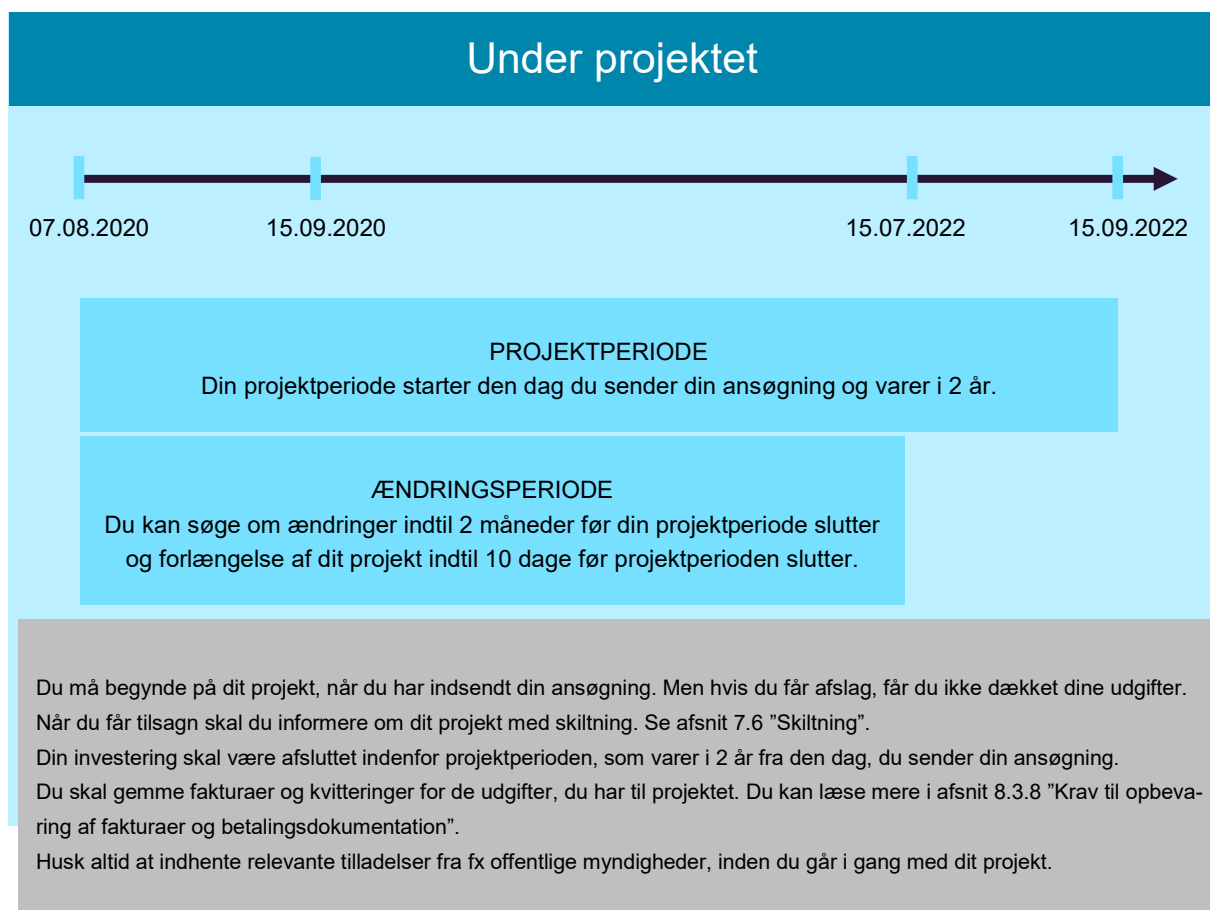 Under projektet
07.08.2020
15.09.2020
15.07.2022
15.09.2022
PROJEKTPERIODE
Din projektperiode starter den dag du sender din ansøgning og varer i 2 år.
ÆNDRINGSPERIODE
Du kan søge om ændringer indtil 2 måneder før din projektperiode slutter
og forlængelse af dit projekt indtil 10 dage før projektperioden slutter.
Du må begynde på dit projekt, når du har indsendt din ansøgning. Men hvis du får afslag, får du ikke dækket dine udgifter.
Når du får tilsagn skal du informere om dit projekt med skiltning. Se afsnit 7.6 ”Skiltning”.
Din investering skal være afsluttet indenfor projektperioden, som varer i 2 år fra den dag, du sender din ansøgning.
Du skal gemme fakturaer og kvitteringer for de udgifter, du har til projektet. Du kan læse mere i afsnit 8.3.8 ”Krav til opbeva-
ring af fakturaer og betalingsdokumentation”.
Husk altid at indhente relevante tilladelser fra fx offentlige myndigheder, inden du går i gang med dit projekt.